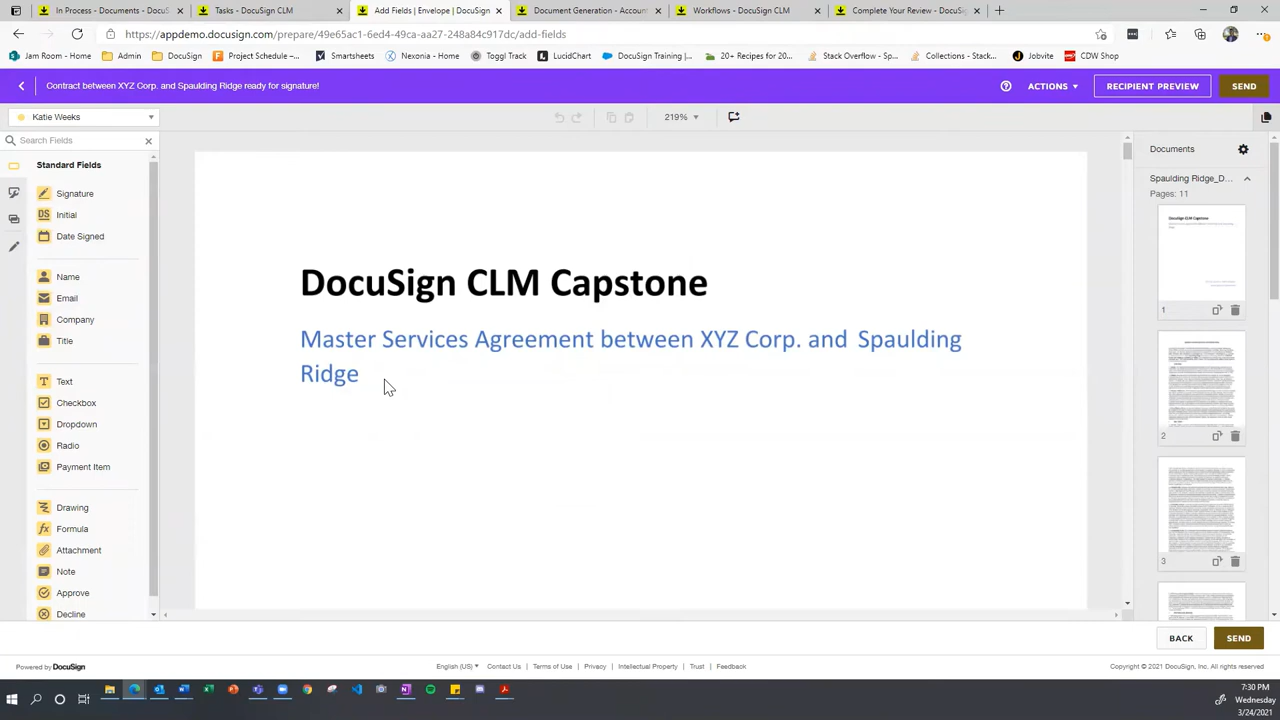 In Process - Documents - DocuS
Tasks - DocuSign CLM
Add Fields | Envelope | DocuSign
Document Generation - Accoun
Workflows - DocuSign CLM
Complete Your Review - DocuSig
https://appdemo.docusign.com/prepare/49e65ac1-6ed4-49ca-aa27-248a84c917dc/add-fields
Jam Room - Home
Admin
DocuSign
Project Schedule -...
Smartsheets
Nexonia - Home
Toggl Track
LucidChart
DocuSign Training |...
20+ Recipes for 20...
Stack Overflow - Sp...
Collections - Stack...
Jobvite
CDW Shop
Contract between XYZ Corp. and Spaulding Ridge ready for signature!
ACTIONS
RECIPIENT PREVIEW
SEND
Katie Weeks
219%
Search Fields
Standard Fields
Signature
DS Initial
Date Signed
Name
Email
Company
Title
Text
Checkbox
Dropdown
Radio
Payment Item
Drawing
Formula
Attachment
Note
Approve
Decline
DocuSign CLM Capstone
Master Services Agreement between XYZ Corp. and Spaulding
Ridge
Documents
Spaulding Ridge_D...
Pages: 11
DocuSign CLM Capstone
1
2
3
BACK
SEND
Powered by DocuSign
English (US)
Contact Us
Terms of Use
Privacy
Intellectual Property
Trust
Feedback
Copyright © 2021 DocuSign, Inc. All rights reserved
7:30 PM
Wednesday
3/24/2021